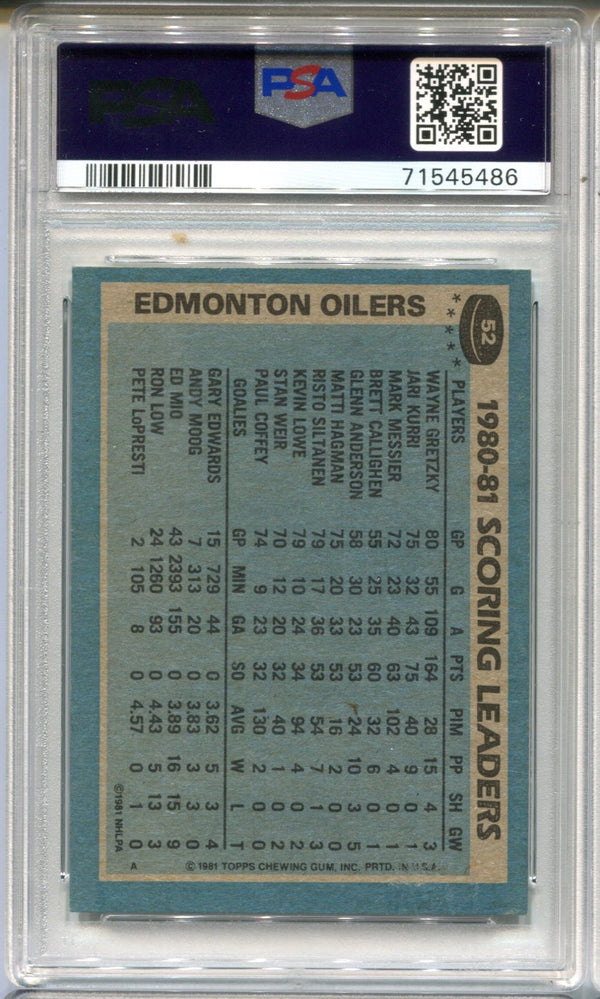 PSA PSA
71545486
52
1980-81 SCORING LEADERS
EDMONTON OILERS
PLAYERS GP G A PTS PIM PP SH GW
WAYNE GRETZKY 80 55 109 164 28 15 4 3
JARI KURRI 75 32 43 75 40 9 0 1
MARK MESSIER 72 23 40 63 102 4 0 1
BRETT CALLIGHEN 55 25 35 60 32 6 0 1
GLENN ANDERSON 58 30 23 53 24 10 3 5
MATTI HAGMAN 75 20 33 53 16 2 0 0
RISTO SILTANEN 79 17 36 53 54 7 1 3
KEVIN LOWE 79 10 24 34 94 4 0 2
STAN WEIR 70 12 20 32 40 1 0 2
PAUL COFFEY 74 9 23 32 130 2 0 0
GOALIES GP MIN GA SO AVG W L T
GARY EDWARDS 15 729 44 0 3.62 5 3 4
ANDY MOOG 7 313 20 0 3.83 3 3 0
ED MIO 43 2393 155 0 3.89 16 15 9
RON LOW 24 1260 93 0 4.43 5 13 3
PETE LoPRESTI 2 105 8 0 4.57 0 1 0
© 1981 NHLPA
© 1981 TOPPS CHEWING GUM, INC. PRTD. IN U.S.A.
A